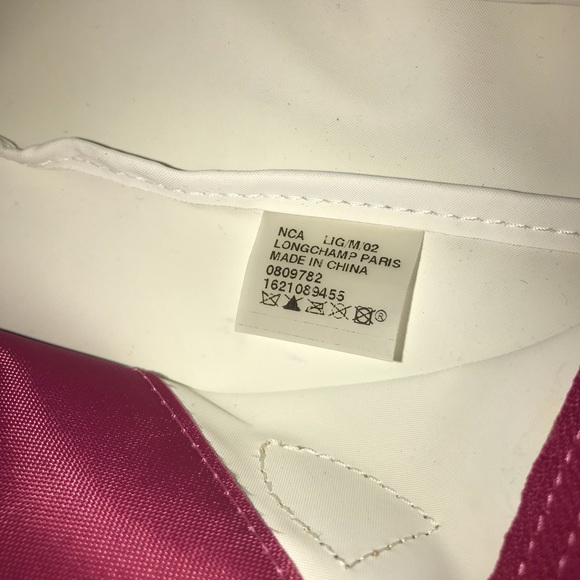 NCA LIG/M/02
LONGCHAMP PARIS
MADE IN CHINA
0809782
1621089455
®